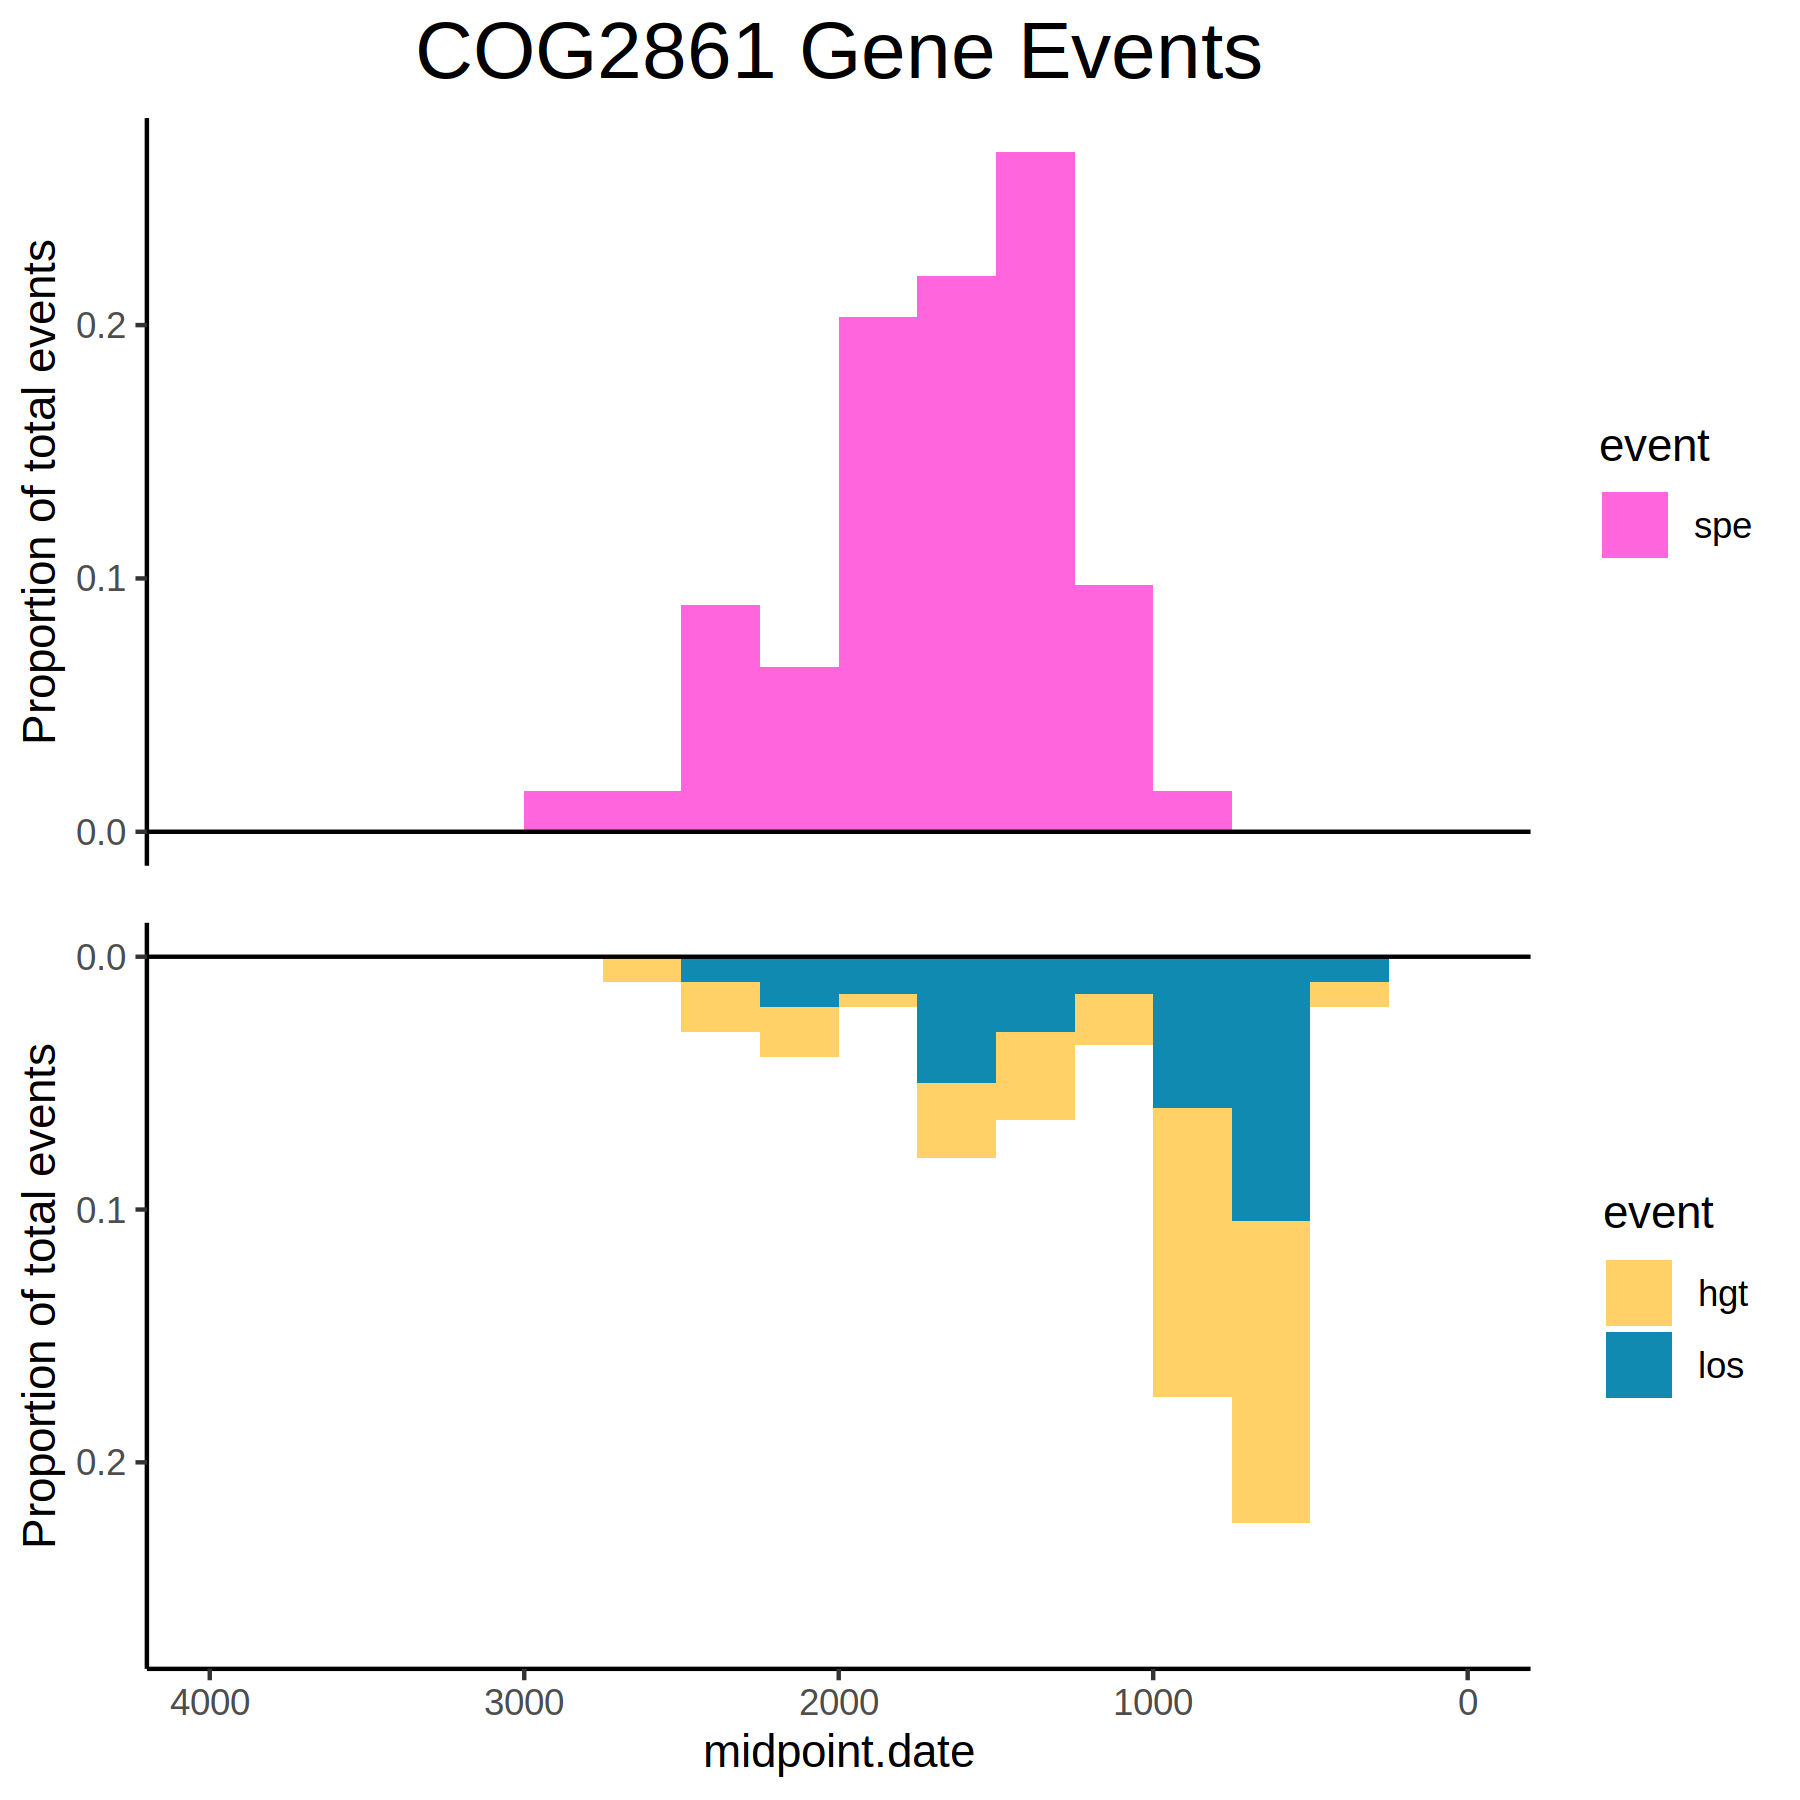 COG2861 Gene Events
Proportion of total events
0.2
0.1
0.0
event
spe
Proportion of total events
0.0
0.1
0.2
event
hgt
los
4000
3000
2000
1000
0
midpoint.date